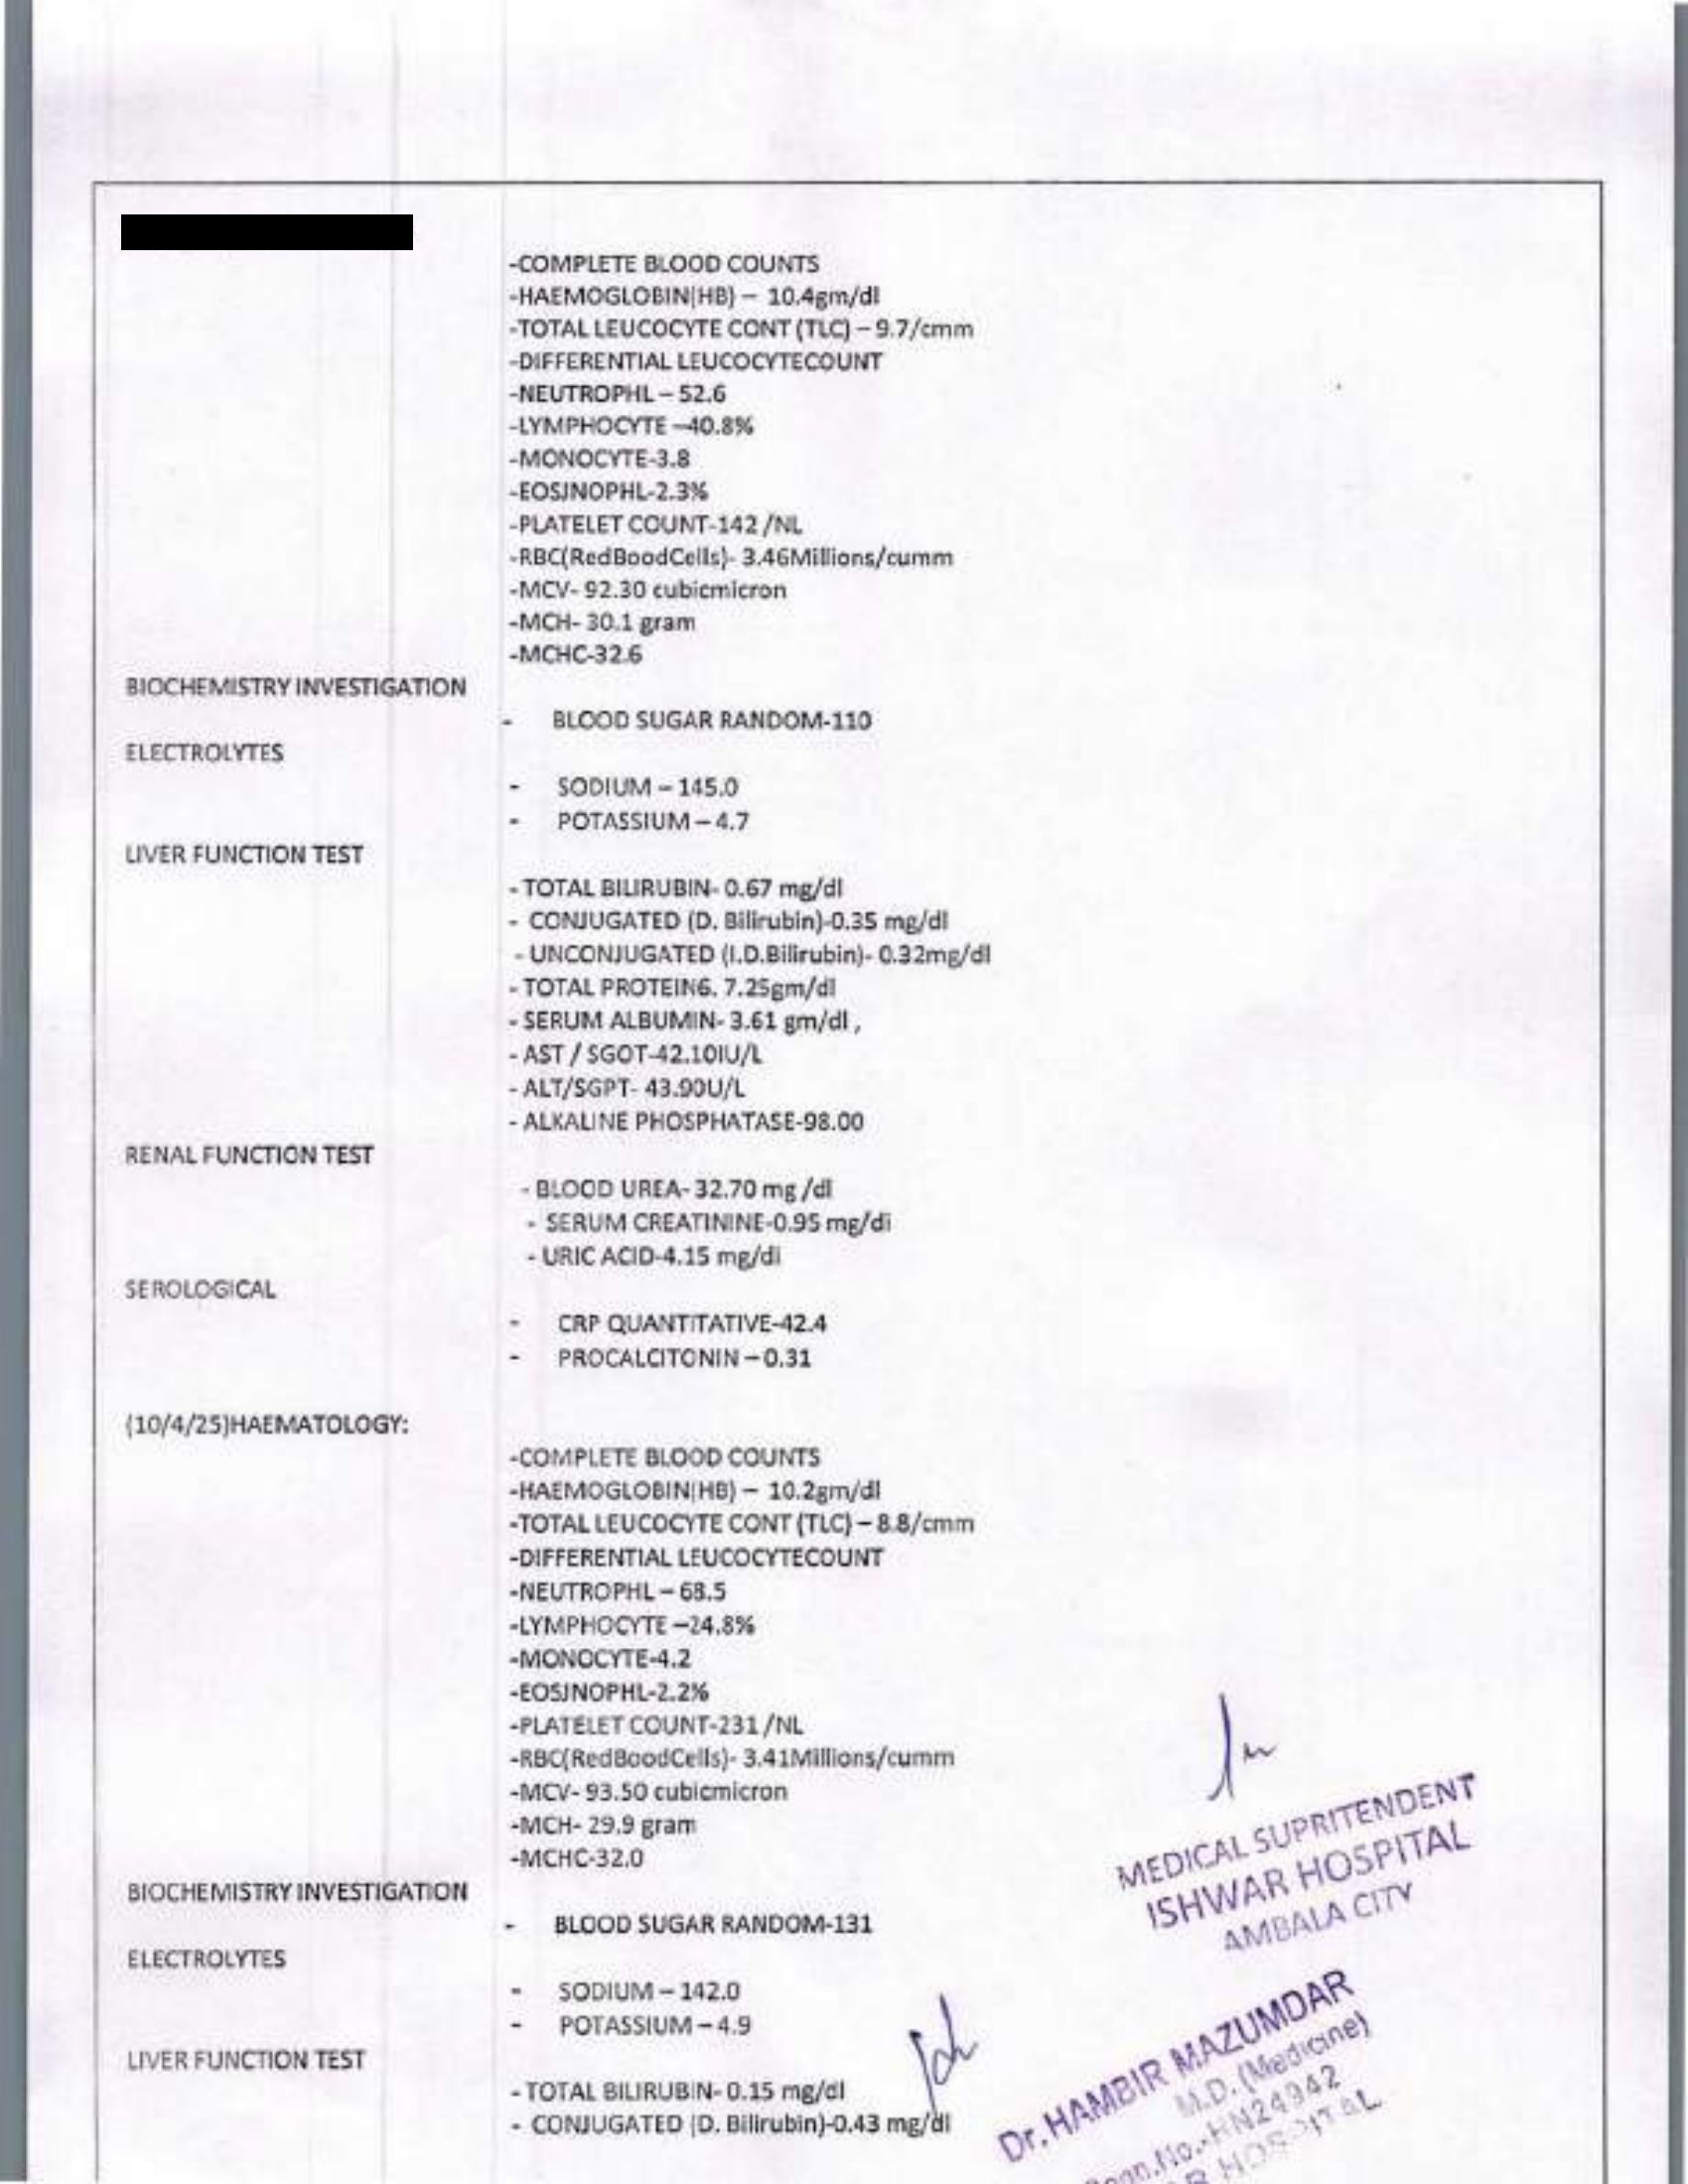 -COMPLETE BLOOD COUNTS
-HAEMOGLOBIN(HB) – 10.4gm/dl
-TOTAL LEUCOCYTE CONT (TLC) – 9.7/cmm
-DIFFERENTIAL LEUCOCYTECOUNT
-NEUTROPHL – 52.6
-LYMPHOCYTE –40.8%
-MONOCYTE-3.8
-EOSINOPHL-2.3%
-PLATELET COUNT-142 /NL
-RBC(RedBoodCells)- 3.46Millions/cumm
-MCV- 92.30 cubicmicron
-MCH- 30.1 gram
-MCHC-32.6
BIOCHEMISTRY INVESTIGATION
- BLOOD SUGAR RANDOM-110
ELECTROLYTES
- SODIUM – 145.0
- POTASSIUM – 4.7
LIVER FUNCTION TEST
- TOTAL BILIRUBIN- 0.67 mg/dl
- CONJUGATED (D. Bilirubin)-0.35 mg/dl
- UNCONJUGATED (I.D.Bilirubin)- 0.32mg/dl
- TOTAL PROTEIN6. 7.25gm/dl
- SERUM ALBUMIN- 3.61 gm/dl ,
- AST / SGOT-42.10IU/L
- ALT/SGPT- 43.90U/L
- ALKALINE PHOSPHATASE-98.00
RENAL FUNCTION TEST
- BLOOD UREA- 32.70 mg /dl
- SERUM CREATININE-0.95 mg/di
- URIC ACID-4.15 mg/di
SEROLOGICAL
- CRP QUANTITATIVE-42.4
- PROCALCITONIN – 0.31
(10/4/25)HAEMATOLOGY:
-COMPLETE BLOOD COUNTS
-HAEMOGLOBIN(HB) – 10.2gm/dl
-TOTAL LEUCOCYTE CONT (TLC) – 8.8/cmm
-DIFFERENTIAL LEUCOCYTECOUNT
-NEUTROPHL – 68.5
-LYMPHOCYTE –24.8%
-MONOCYTE-4.2
-EOSINOPHL-2.2%
-PLATELET COUNT-231 /NL
-RBC(RedBoodCells)- 3.41Millions/cumm
-MCV- 93.50 cubicmicron
-MCH- 29.9 gram
-MCHC-32.0
BIOCHEMISTRY INVESTIGATION
- BLOOD SUGAR RANDOM-131
ELECTROLYTES
- SODIUM – 142.0
- POTASSIUM – 4.9
LIVER FUNCTION TEST
- TOTAL BILIRUBIN- 0.15 mg/dl
- CONJUGATED (D. Bilirubin)-0.43 mg/dl
MEDICAL SUPRITENDENT
ISHWAR HOSPITAL
AMBALA CITY
Dr. HAMBIR MAZUMDAR
M.D. (Medicine)
No.-HN24942
HOSPITAL